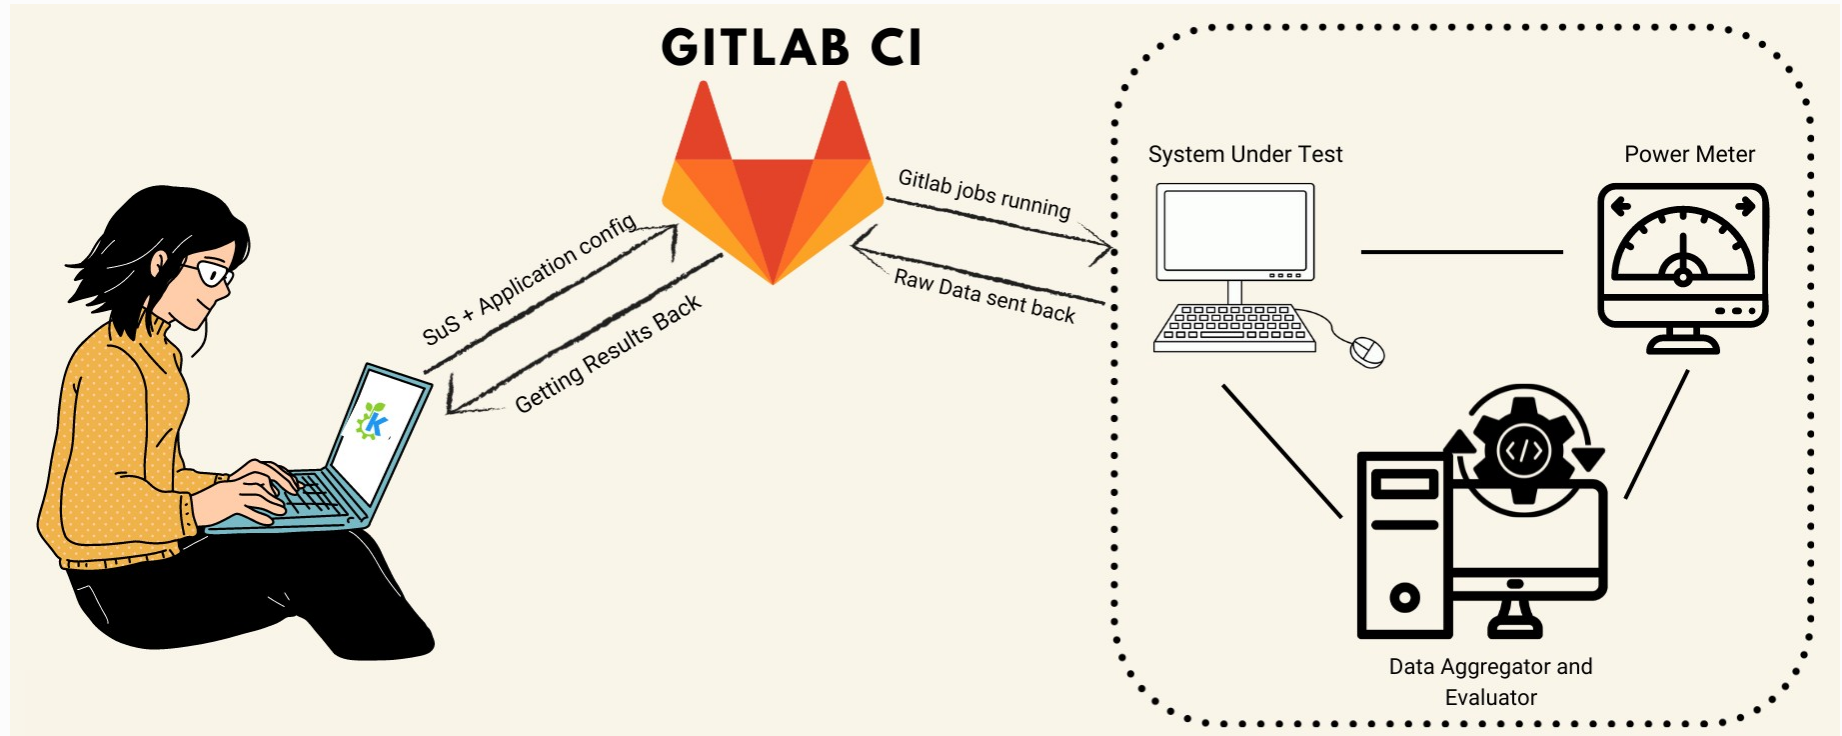 GITLAB CI
SuS + Application config
Getting Results Back
Gitlab jobs running
Raw Data sent back
System Under Test
Power Meter
</>
Data Aggregator and
Evaluator